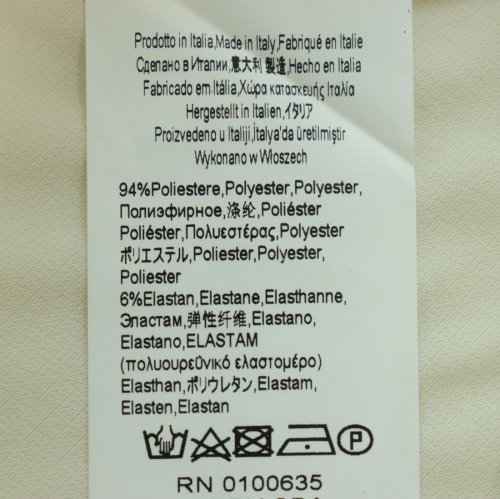 Prodotto in Italia,Made in Italy,Fabriqué en Italie
Сделано в Италии,意大利 製造,Hecho en Italia
Fabricado em Itália,Χώρα κατασκευής Ιταλία
Hergestellt in Italien,イタリア
Proizvedeno u Italiji,İtalya'da üretilmiştir
Wykonano w Włoszech
94%Poliestere,Polyester,Polyester,
Полиэфирное,涤纶,Poliéster
Poliéster,Πολυεστέρας,Polyester
ポリエステル,Poliester,Polyester,
Poliester
6%Elastan,Elastane,Elasthanne,
Эластам,弹性纤维,Elastano,
Elastano,ELASTAM
(πολυουρεϋνικό ελαστομέρο)
Elasthan,ポリウレタン,Elastam,
Elasten,Elastan
P
RN 0100635